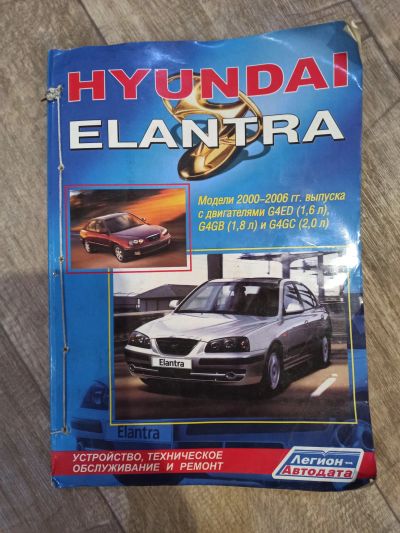 HYUNDAI
ELANTRA
Модели 2000-2006 гг. выпуска
с двигателями G4ED (1,6 л),
G4GB (1,8 л) и G4GC (2,0 л)
Elantra
Elantra
УСТРОЙСТВО, ТЕХНИЧЕСКОЕ
ОБСЛУЖИВАНИЕ И РЕМОНТ
Легион
Автодата